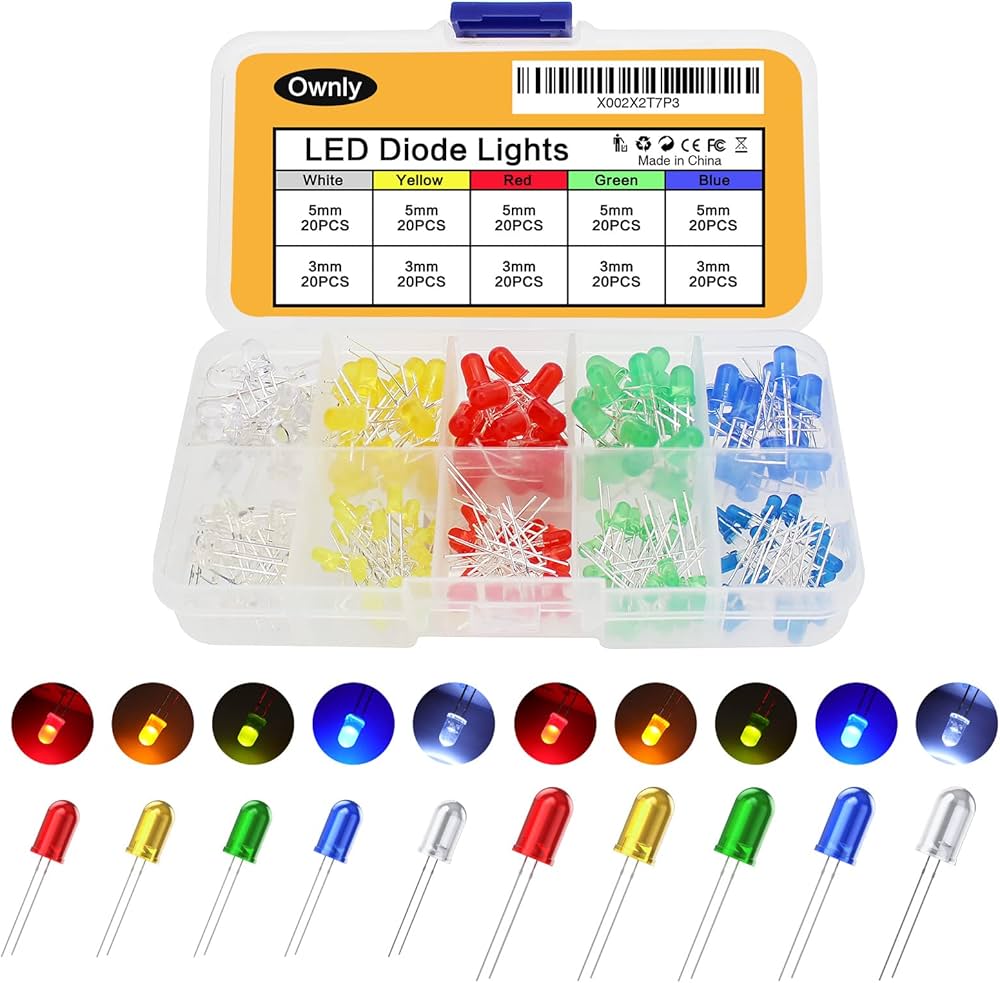 Ownly
X002X2T7P3
LED Diode Lights
CE FC
Made in China
White Yellow Red Green Blue
5mm 5mm 5mm 5mm 5mm
20PCS 20PCS 20PCS 20PCS 20PCS
3mm 3mm 3mm 3mm 3mm
20PCS 20PCS 20PCS 20PCS 20PCS